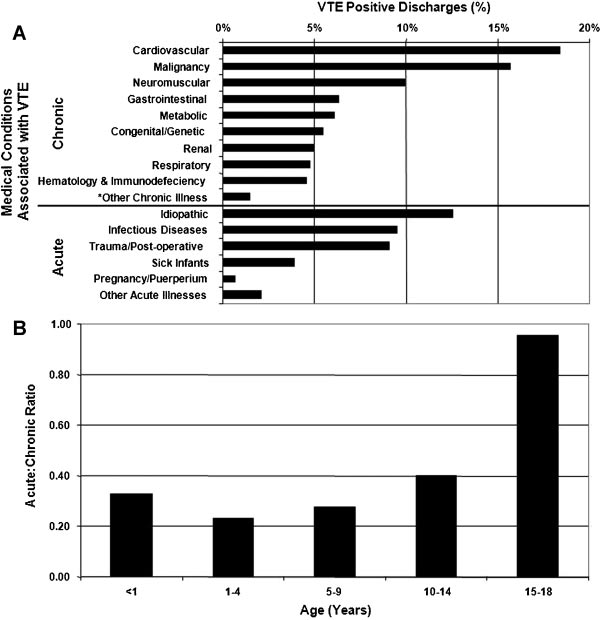 VTE Positive Discharges (%)
0% 5% 10% 15% 20%
A
Medical Conditions
Associated with VTE
Chronic
Cardiovascular
Malignancy
Neuromuscular
Gastrointestinal
Metabolic
Congenital/Genetic
Renal
Respiratory
Hematology & Immunodefeciency
*Other Chronic Illness
Acute
Idiopathic
Infectious Diseases
Trauma/Post-operative
Sick Infants
Pregnancy/Puerperium
Other Acute Illnesses
B
Acute:Chronic Ratio
1.00
0.80
0.60
0.40
0.20
0.00
<1 1-4 5-9 10-14 15-18
Age (Years)